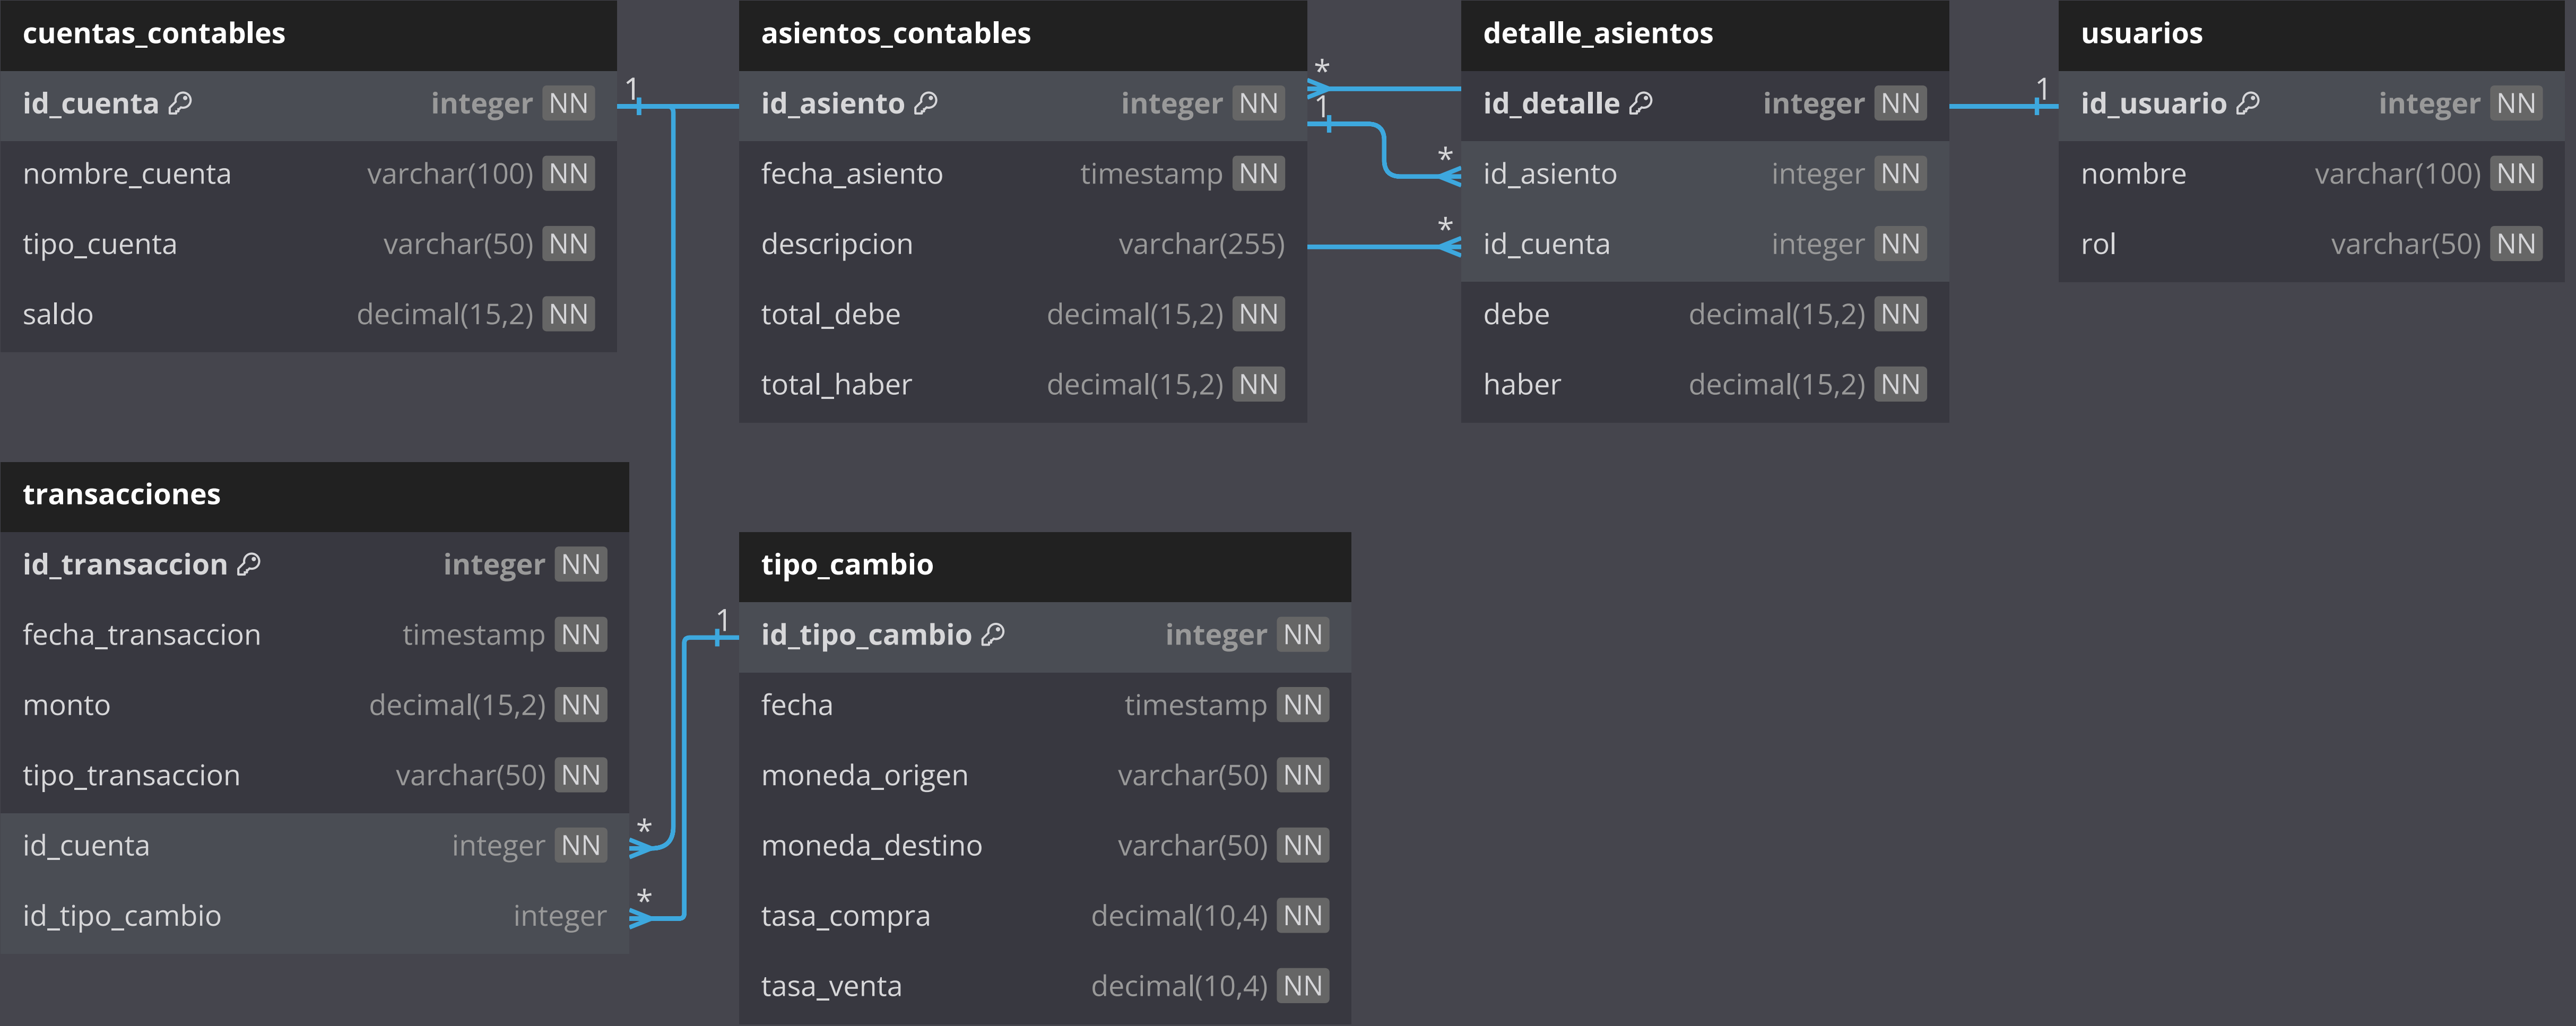 cuentas_contables
id_cuenta integer NN
nombre_cuenta varchar(100) NN
tipo_cuenta varchar(50) NN
saldo decimal(15,2) NN
1
asientos_contables
id_asiento integer NN
fecha_asiento timestamp NN
descripcion varchar(255)
total_debe decimal(15,2) NN
total_haber decimal(15,2) NN
*
1
*
*
detalle_asientos
id_detalle integer NN
id_asiento integer NN
id_cuenta integer NN
debe decimal(15,2) NN
haber decimal(15,2) NN
1
usuarios
id_usuario integer NN
nombre varchar(100) NN
rol varchar(50) NN
transacciones
id_transaccion integer NN
fecha_transaccion timestamp NN
monto decimal(15,2) NN
tipo_transaccion varchar(50) NN
id_cuenta integer NN
id_tipo_cambio integer
*
*
1
tipo_cambio
id_tipo_cambio integer NN
fecha timestamp NN
moneda_origen varchar(50) NN
moneda_destino varchar(50) NN
tasa_compra decimal(10,4) NN
tasa_venta decimal(10,4) NN